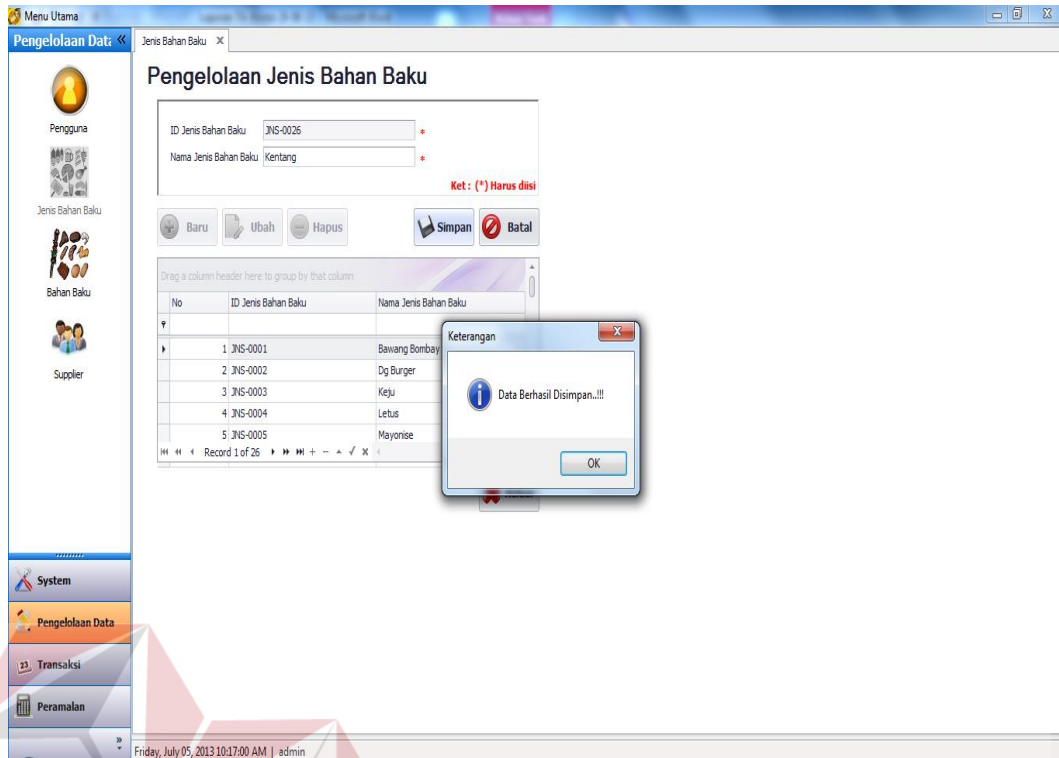 Menu Utama
Pengelolaan Data
Jenis Bahan Baku
Pengguna
Jenis Bahan Baku
Bahan Baku
Supplier
System
Pengelolaan Data
23 Transaksi
Peramalan
Pengelolaan Jenis Bahan Baku
ID Jenis Bahan Baku JNS-0026 *
Nama Jenis Bahan Baku Kentang *
Ket : (*) Harus diisi
Baru Ubah Hapus Simpan Batal
Drag a column header here to group by that column
No ID Jenis Bahan Baku Nama Jenis Bahan Baku
1 JNS-0001 Bawang Bombay
2 JNS-0002 Dg Burger
3 JNS-0003 Keju
4 JNS-0004 Letus
5 JNS-0005 Mayonise
Record 1 of 26
Keterangan
Data Berhasil Disimpan..!!!
OK
Friday, July 05, 2013 10:17:00 AM | admin